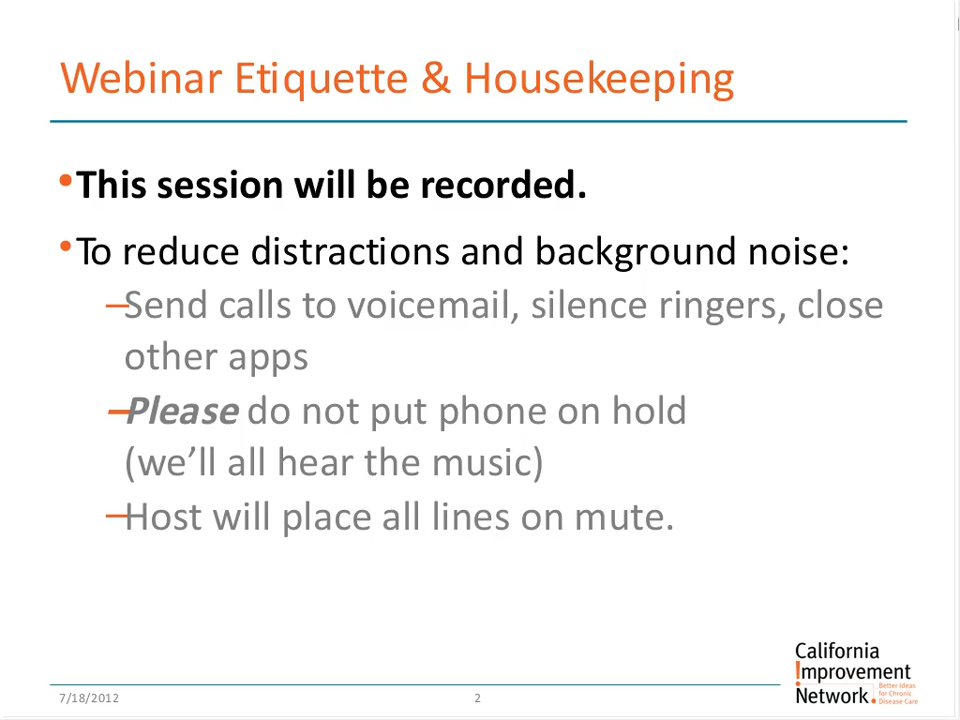 Webinar Etiquette & Housekeeping
•This session will be recorded.
•To reduce distractions and background noise:
–Send calls to voicemail, silence ringers, close
other apps
–Please do not put phone on hold
(we’ll all hear the music)
–Host will place all lines on mute.
7/18/2012
2
California
Improvement
Network.
Better Ideas
for Chronic
Disease Care